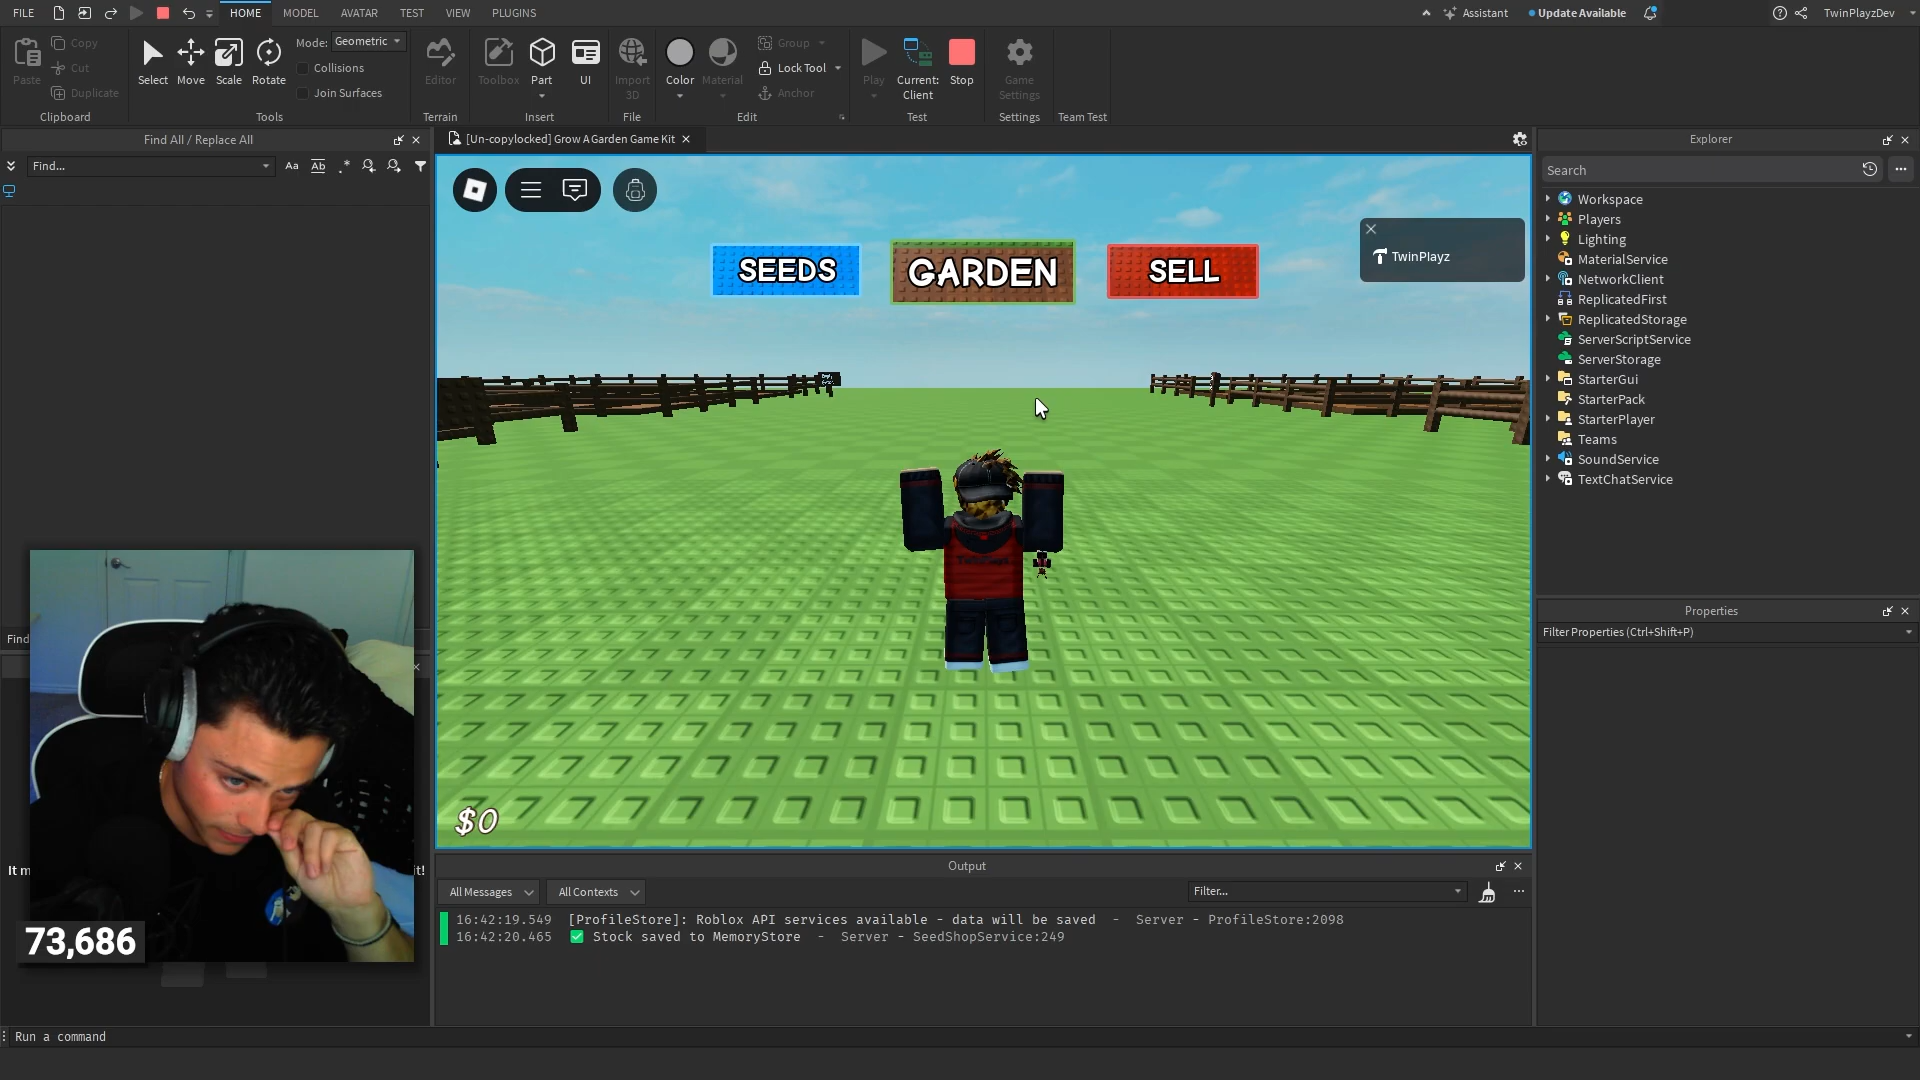 FILE
HOME
MODEL
AVATAR
TEST
VIEW
PLUGINS
Assistant
Update Available
TwinPlayzDev
Paste
Copy
Cut
Duplicate
Clipboard
Select
Move
Scale
Rotate
Mode: Geometric
Collisions
Join Surfaces
Tools
Editor
Terrain
Toolbox
Part
UI
Insert
Import 3D
File
Color
Material
Group
Lock Tool
Anchor
Edit
Play
Current: Client
Stop
Test
Game Settings
Settings
Team Test
Find All / Replace All
Find...
Aa
Ab
[Un-copylocked] Grow A Garden Game Kit
SEEDS
GARDEN
SELL
TwinPlayz
$0
Explorer
Search
Workspace
Players
Lighting
MaterialService
NetworkClient
ReplicatedFirst
ReplicatedStorage
ServerScriptService
ServerStorage
StarterGui
StarterPack
StarterPlayer
Teams
SoundService
TextChatService
Properties
Filter Properties (Ctrl+Shift+P)
Find
It m
it!
73,686
Output
All Messages
All Contexts
Filter...
16:42:19.549 [ProfileStore]: Roblox API services available - data will be saved - Server - ProfileStore:2098
16:42:20.465 ✅ Stock saved to MemoryStore - Server - SeedShopService:249
Run a command